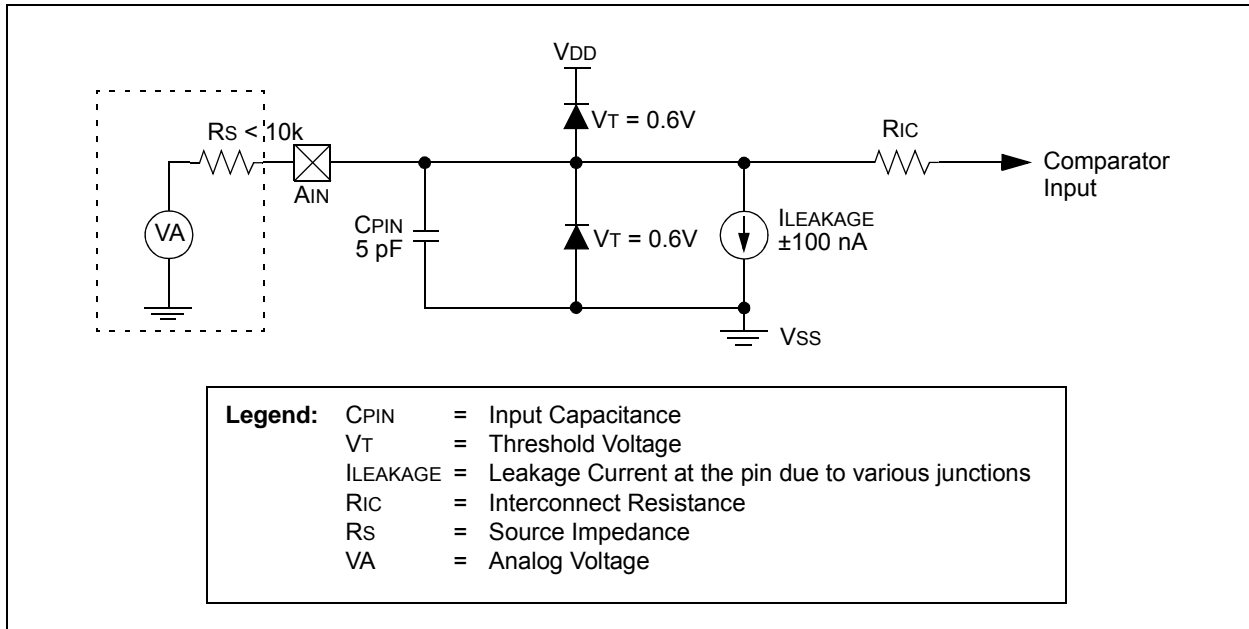 VDD
VT = 0.6V
RS < 10k
RIC
AIN
Comparator
Input
VA
CPIN
5 pF
VT = 0.6V
ILEAKAGE
±100 nA
VSS
Legend: CPIN = Input Capacitance
VT = Threshold Voltage
ILEAKAGE = Leakage Current at the pin due to various junctions
RIC = Interconnect Resistance
RS = Source Impedance
VA = Analog Voltage